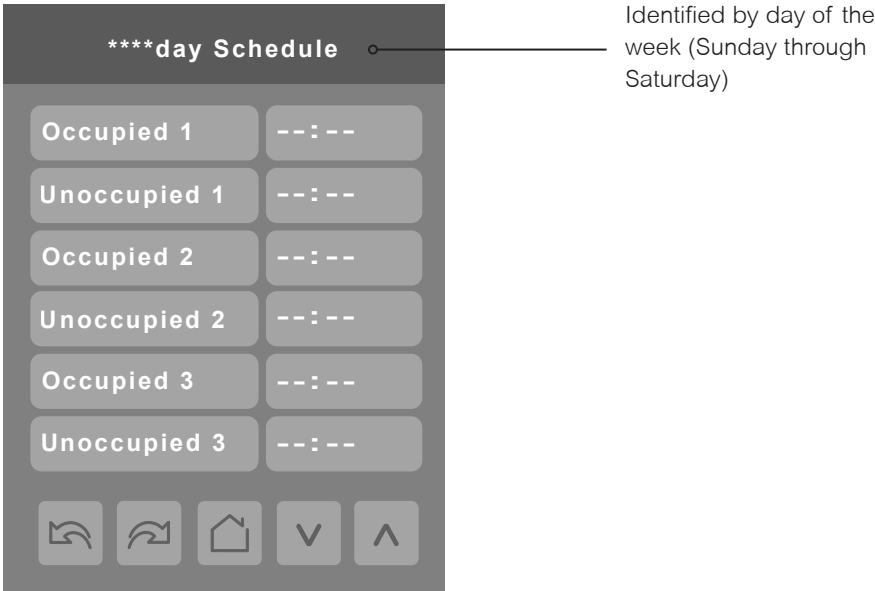 ****day Schedule
Identified by day of the
week (Sunday through
Saturday)
Occupied 1 --:--
Unoccupied 1 --:--
Occupied 2 --:--
Unoccupied 2 --:--
Occupied 3 --:--
Unoccupied 3 --:--